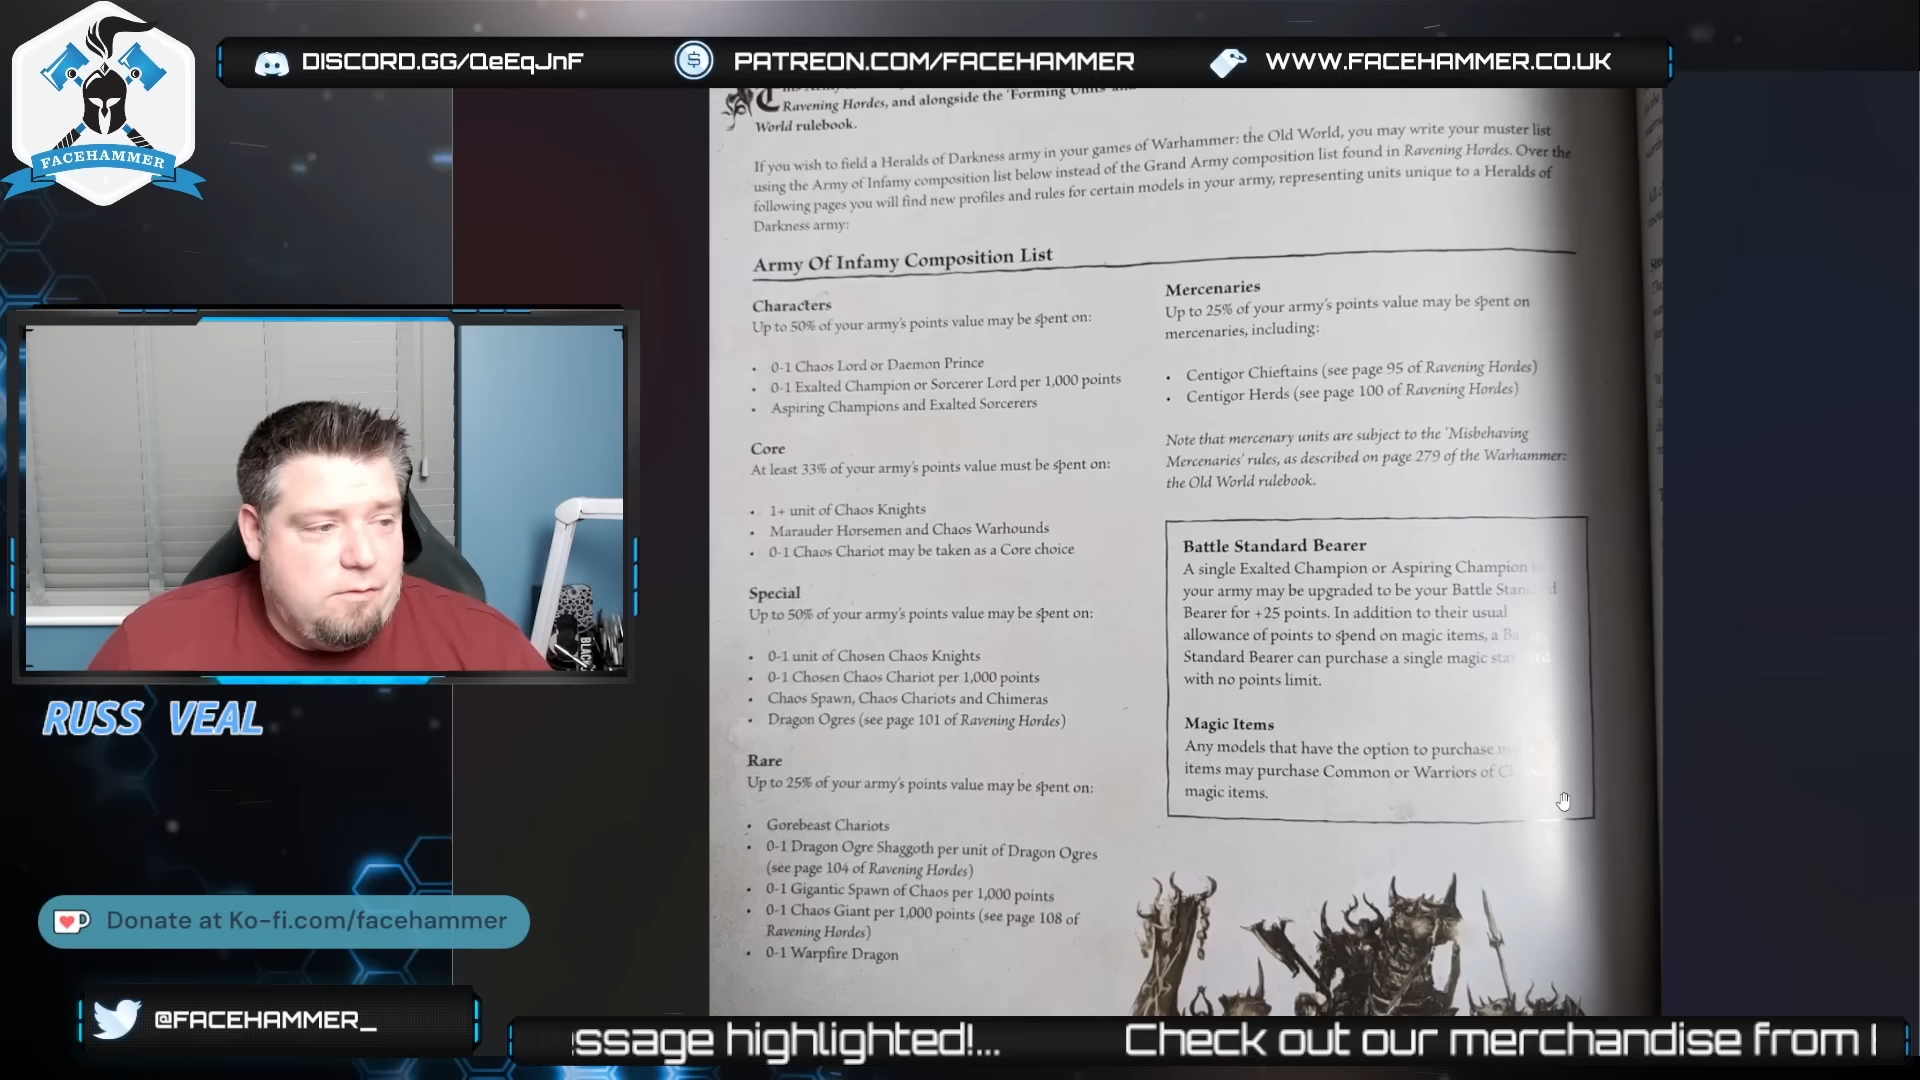 DISCORD.GG/QeEqJnF
PATREON.COM/FACEHAMMER
WWW.FACEHAMMER.CO.UK
FACEHAMMER
Ravening Hordes, and alongside the 'Forming Units'
World rulebook.
If you wish to field a Heralds of Darkness army in your games of Warhammer: the Old World, you may write your muster list
using the Army of Infamy composition list below instead of the Grand Army composition list found in Ravening Hordes. Over the
following pages you will find new profiles and rules for certain models in your army, representing units unique to a Heralds of
Darkness army:
Army Of Infamy Composition List
Characters
Up to 50% of your army's points value may be spent on:
• 0-1 Chaos Lord or Daemon Prince
• 0-1 Exalted Champion or Sorcerer Lord per 1,000 points
• Aspiring Champions and Exalted Sorcerers
Core
At least 33% of your army's points value must be spent on:
• 1+ unit of Chaos Knights
• Marauder Horsemen and Chaos Warhounds
• 0-1 Chaos Chariot may be taken as a Core choice
Special
Up to 50% of your army's points value may be spent on:
• 0-1 unit of Chosen Chaos Knights
• 0-1 Chosen Chaos Chariot per 1,000 points
• Chaos Spawn, Chaos Chariots and Chimeras
• Dragon Ogres (see page 101 of Ravening Hordes)
Rare
Up to 25% of your army's points value may be spent on:
• Gorebeast Chariots
• 0-1 Dragon Ogre Shaggoth per unit of Dragon Ogres
(see page 104 of Ravening Hordes)
• 0-1 Gigantic Spawn of Chaos per 1,000 points
• 0-1 Chaos Giant per 1,000 points (see page 108 of
Ravening Hordes)
• 0-1 Warpfire Dragon
Mercenaries
Up to 25% of your army's points value may be spent on
mercenaries, including:
• Centigor Chieftains (see page 95 of Ravening Hordes)
• Centigor Herds (see page 100 of Ravening Hordes)
Note that mercenary units are subject to the 'Misbehaving
Mercenaries' rules, as described on page 279 of the Warhammer:
the Old World rulebook.
Battle Standard Bearer
A single Exalted Champion or Aspiring Champion
your army may be upgraded to be your Battle Standard
Bearer for +25 points. In addition to their usual
allowance of points to spend on magic items, a
Standard Bearer can purchase a single magic standard
with no points limit.
Magic Items
Any models that have the option to purchase
items may purchase Common or Warriors of
magic items.
RUSS VEAL
Donate at Ko-fi.com/facehammer
@FACEHAMMER_
ssage highlighted!...
Check out our merchandise from